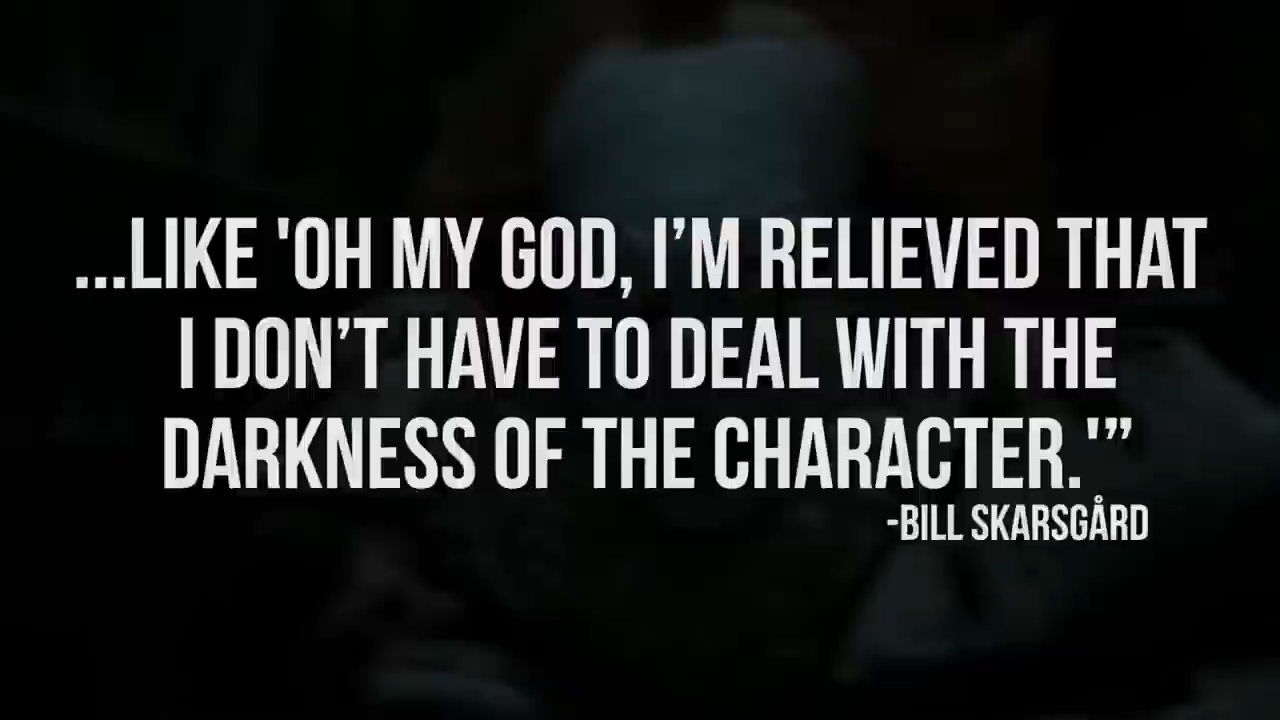 ...LIKE 'OH MY GOD, I’M RELIEVED THAT
I DON’T HAVE TO DEAL WITH THE
DARKNESS OF THE CHARACTER.'”
-BILL SKARSGÅRD